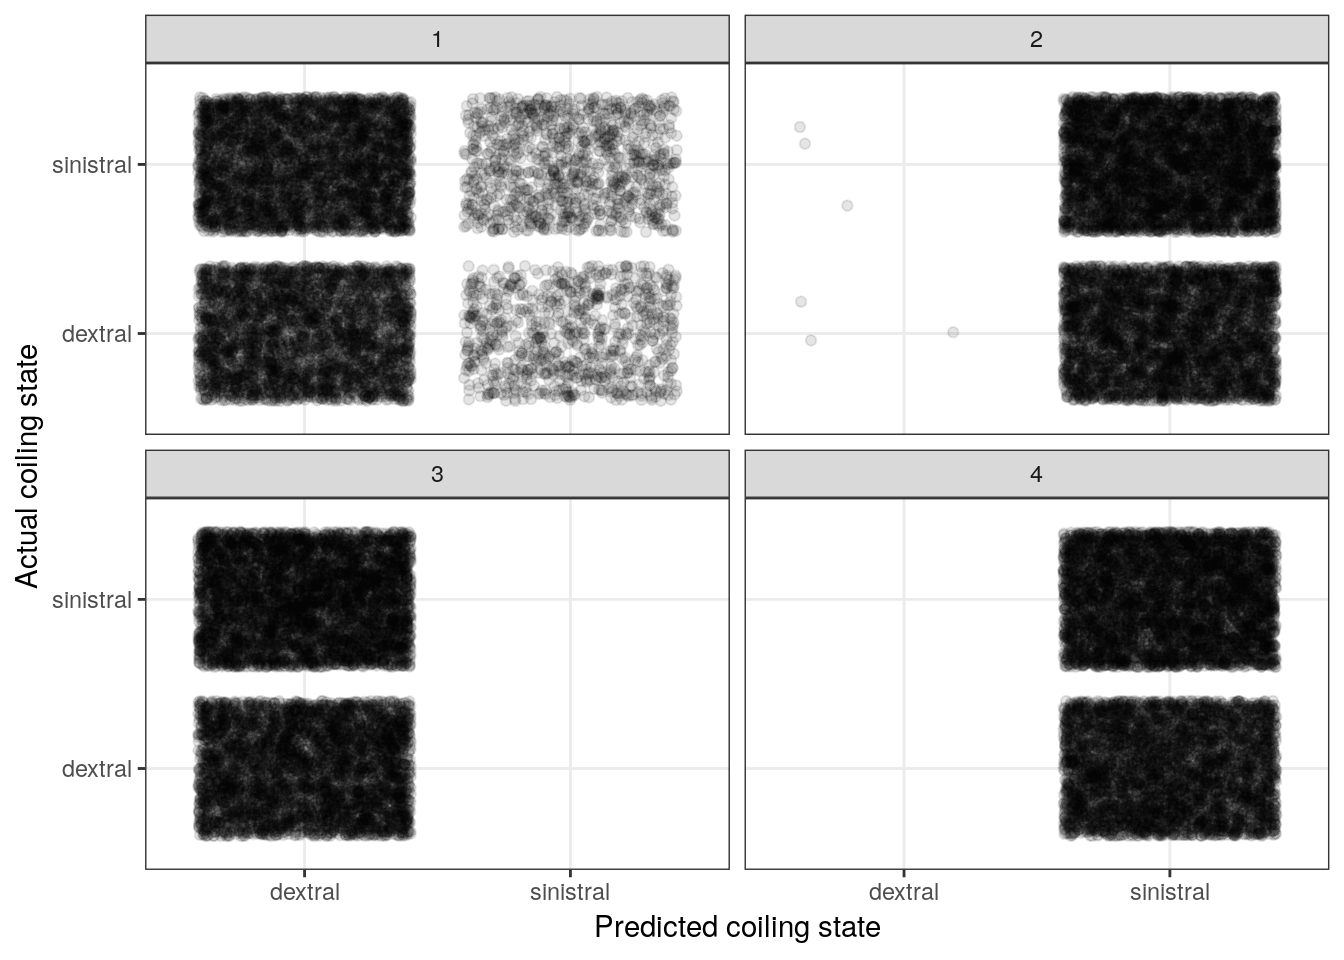 1
2
sinistral
dextral
3
4
sinistral
dextral
Actual coiling state
dextral
sinistral
dextral
sinistral
Predicted coiling state